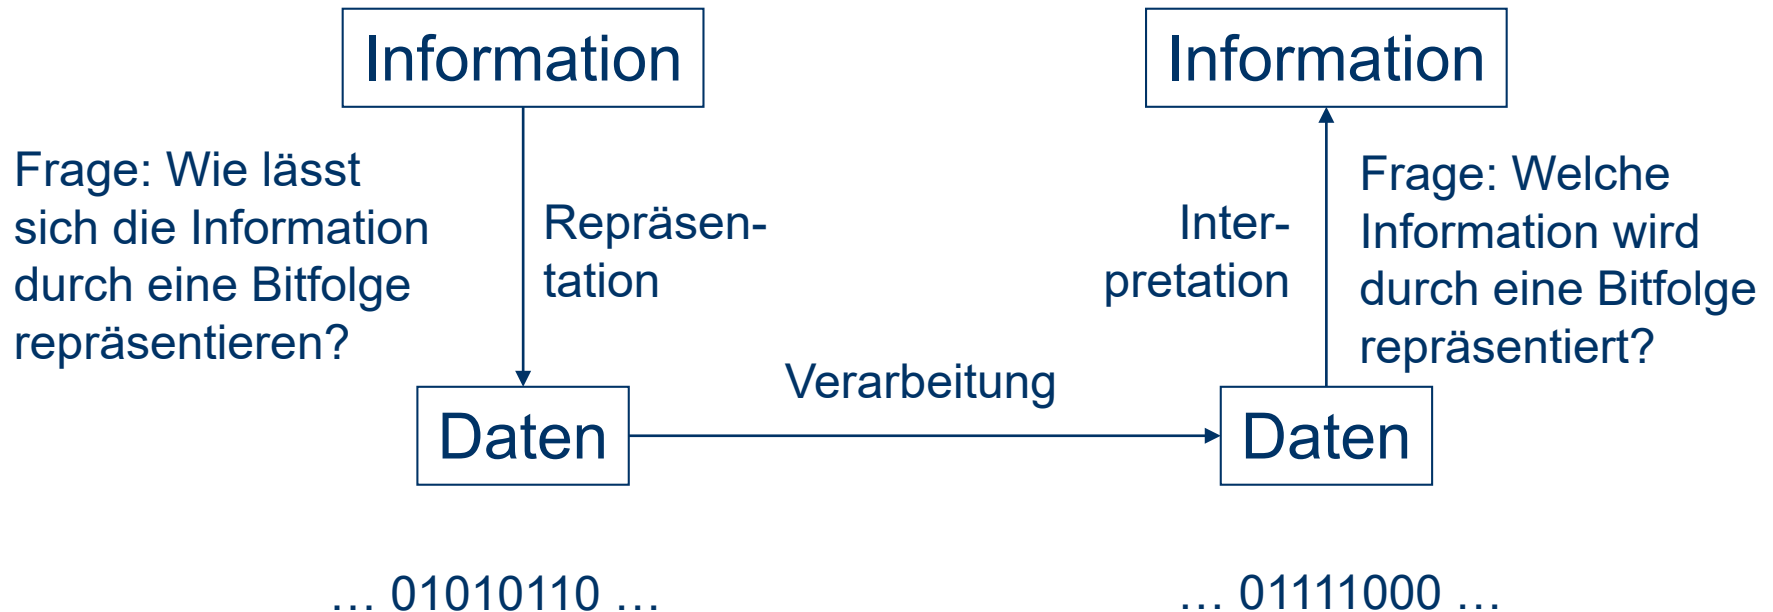 Information
Information
Frage: Wie lässt
sich die Information
durch eine Bitfolge
repräsentieren?
Repräsen-
tation
Inter-
pretation
Frage: Welche
Information wird
durch eine Bitfolge
repräsentiert?
Verarbeitung
Daten
Daten
… 01010110 …
… 01111000 …